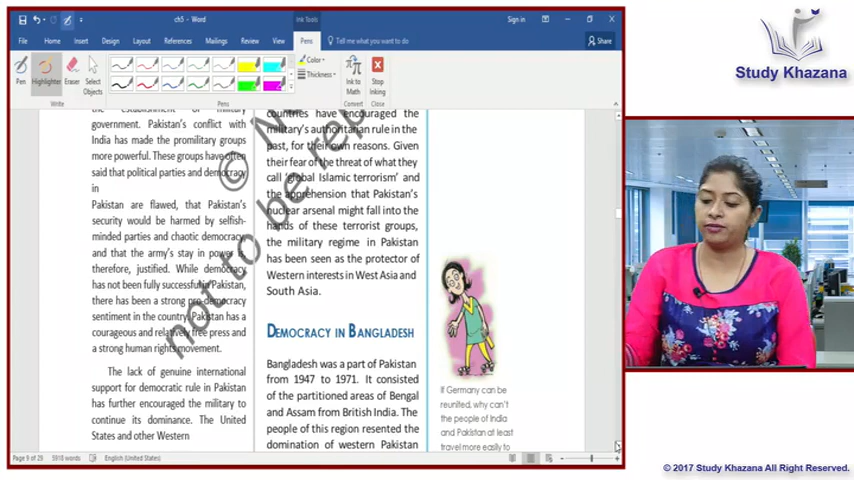 ch5 - Word
Ink Tools
Sign in
File
Home
Insert
Design
Layout
References
Mailings
Review
View
Pens
Tell me what you want to do
Share
Pen
Highlighter
Eraser
Select
Objects
Color
Thickness
Ink to
Math
Stop
Inking
Write
Pens
Convert
Close
the establishment of military
government. Pakistan's conflict with
India has made the promilitary groups
more powerful. These groups have often
said that political parties and democracy
in
Pakistan are flawed, that Pakistan's
security would be harmed by selfish-
minded parties and chaotic democracy,
and that the army's stay in power is,
therefore, justified. While democracy
has not been fully successful in Pakistan,
there has been a strong pro-democracy
sentiment in the country. Pakistan has a
courageous and relatively free press and
a strong human rights movement.
The lack of genuine international
support for democratic rule in Pakistan
has further encouraged the military to
continue its dominance. The United
States and other Western
countries have encouraged the
military's authoritarian rule in the
past, for their own reasons. Given
their fear of the threat of what they
call 'global Islamic terrorism' and
the apprehension that Pakistan's
nuclear arsenal might fall into the
hands of these terrorist groups,
the military regime in Pakistan
has been seen as the protector of
Western interests in West Asia and
South Asia.
DEMOCRACY IN BANGLADESH
Bangladesh was a part of Pakistan
from 1947 to 1971. It consisted
of the partitioned areas of Bengal
and Assam from British India. The
people of this region resented the
domination of western Pakistan
If Germany can be
reunited, why can't
the people of India
and Pakistan at least
travel more easily to
© N
not to be rep
Page 9 of 29
5918 words
English (United States)
Study Khazana
© 2017 Study Khazana All Right Reserved.